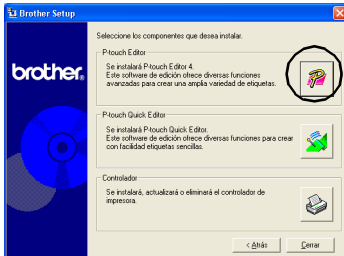 Brother Setup
Seleccione los componentes que desea instalar.
P-touch Editor
Se instalará P-touch Editor 4.
Este software de edición ofrece diversas funciones
avanzadas para crear una amplia variedad de etiquetas.
brother.
P-touch Quick Editor
Se instalará P-touch Quick Editor.
Este software de edición ofrece diversas funciones para crear
con facilidad etiquetas sencillas.
Controlador
Se instalará, actualizará o eliminará el controlador de
impresora.
< Atrás
Cerrar